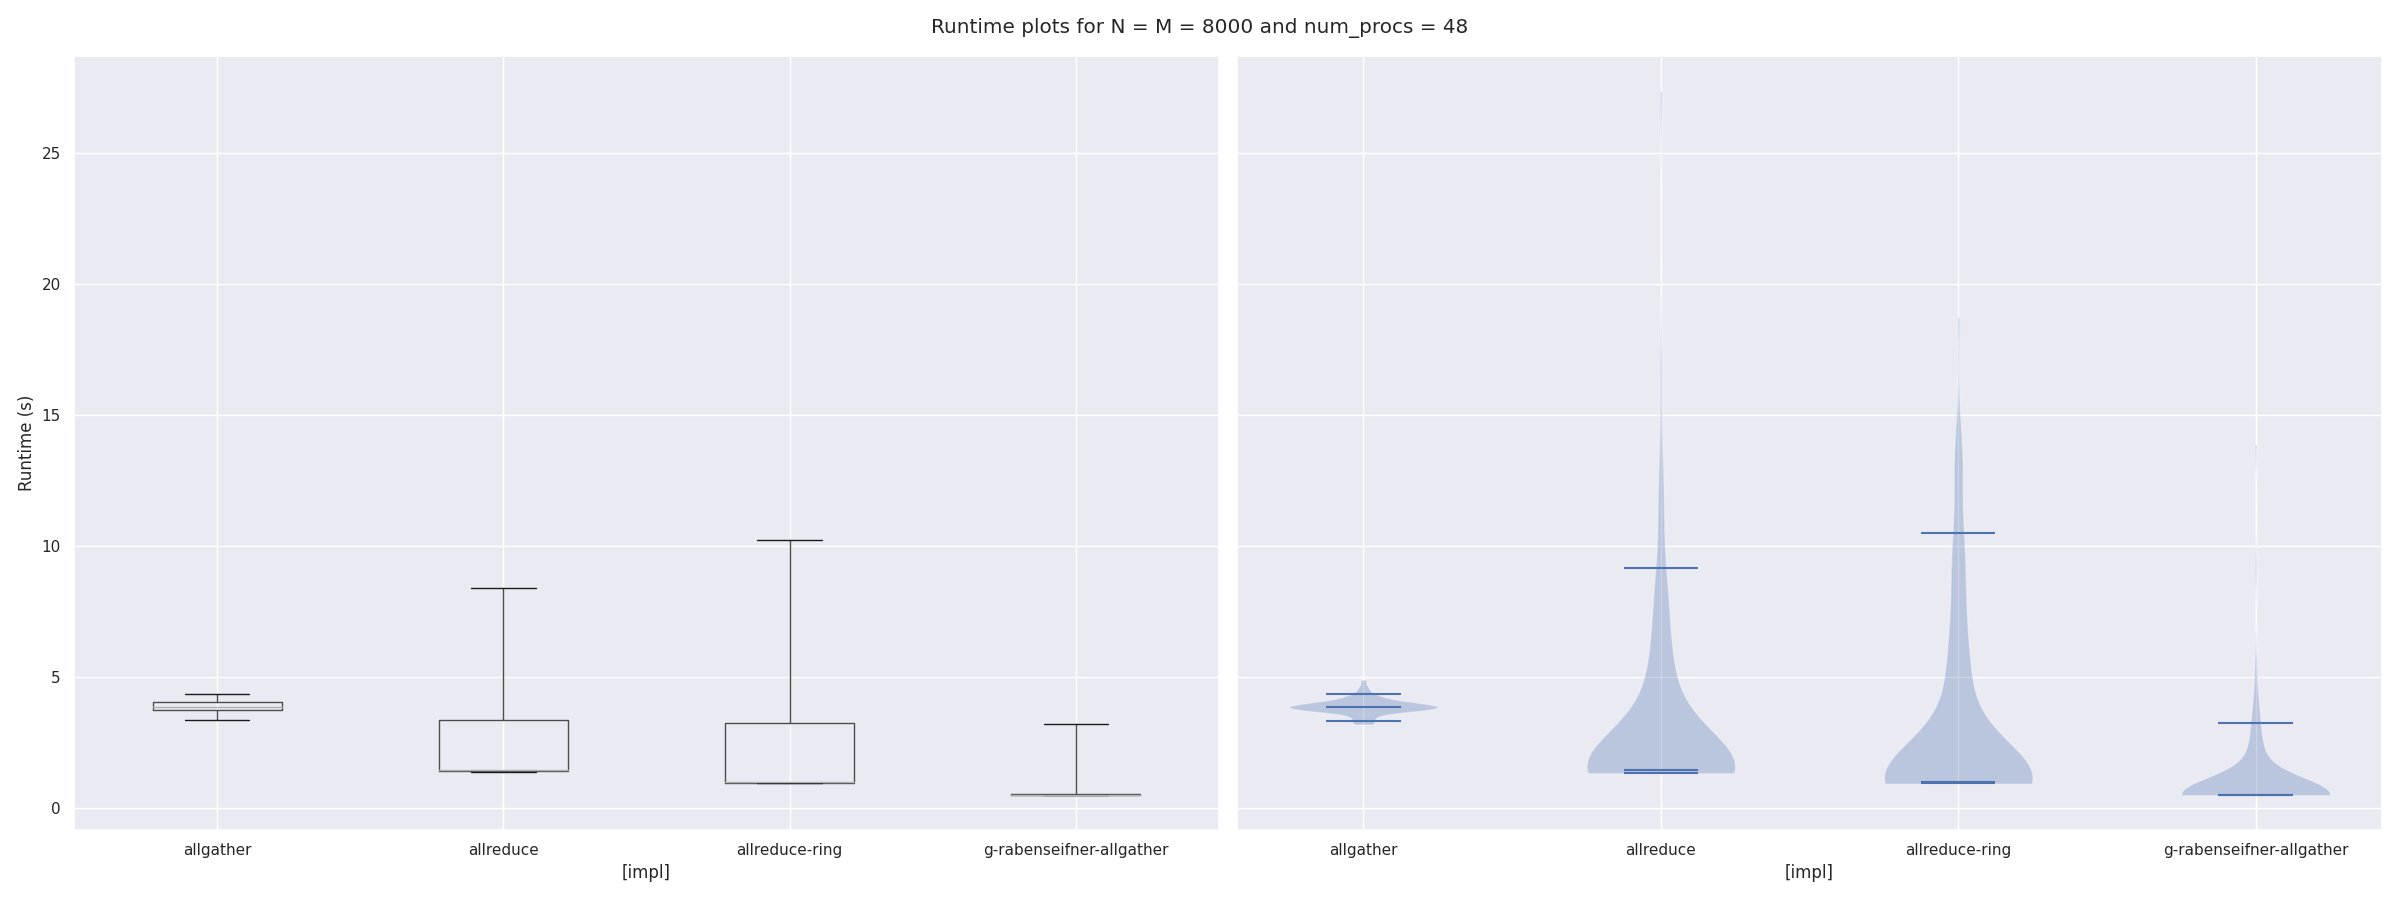 Runtime plots for N = M = 8000 and num_procs = 48
Runtime (s)
25
20
15
10
5
0
allgather
allreduce
allreduce-ring
g-rabenseifner-allgather
[impl]
allgather
allreduce
allreduce-ring
g-rabenseifner-allgather
[impl]